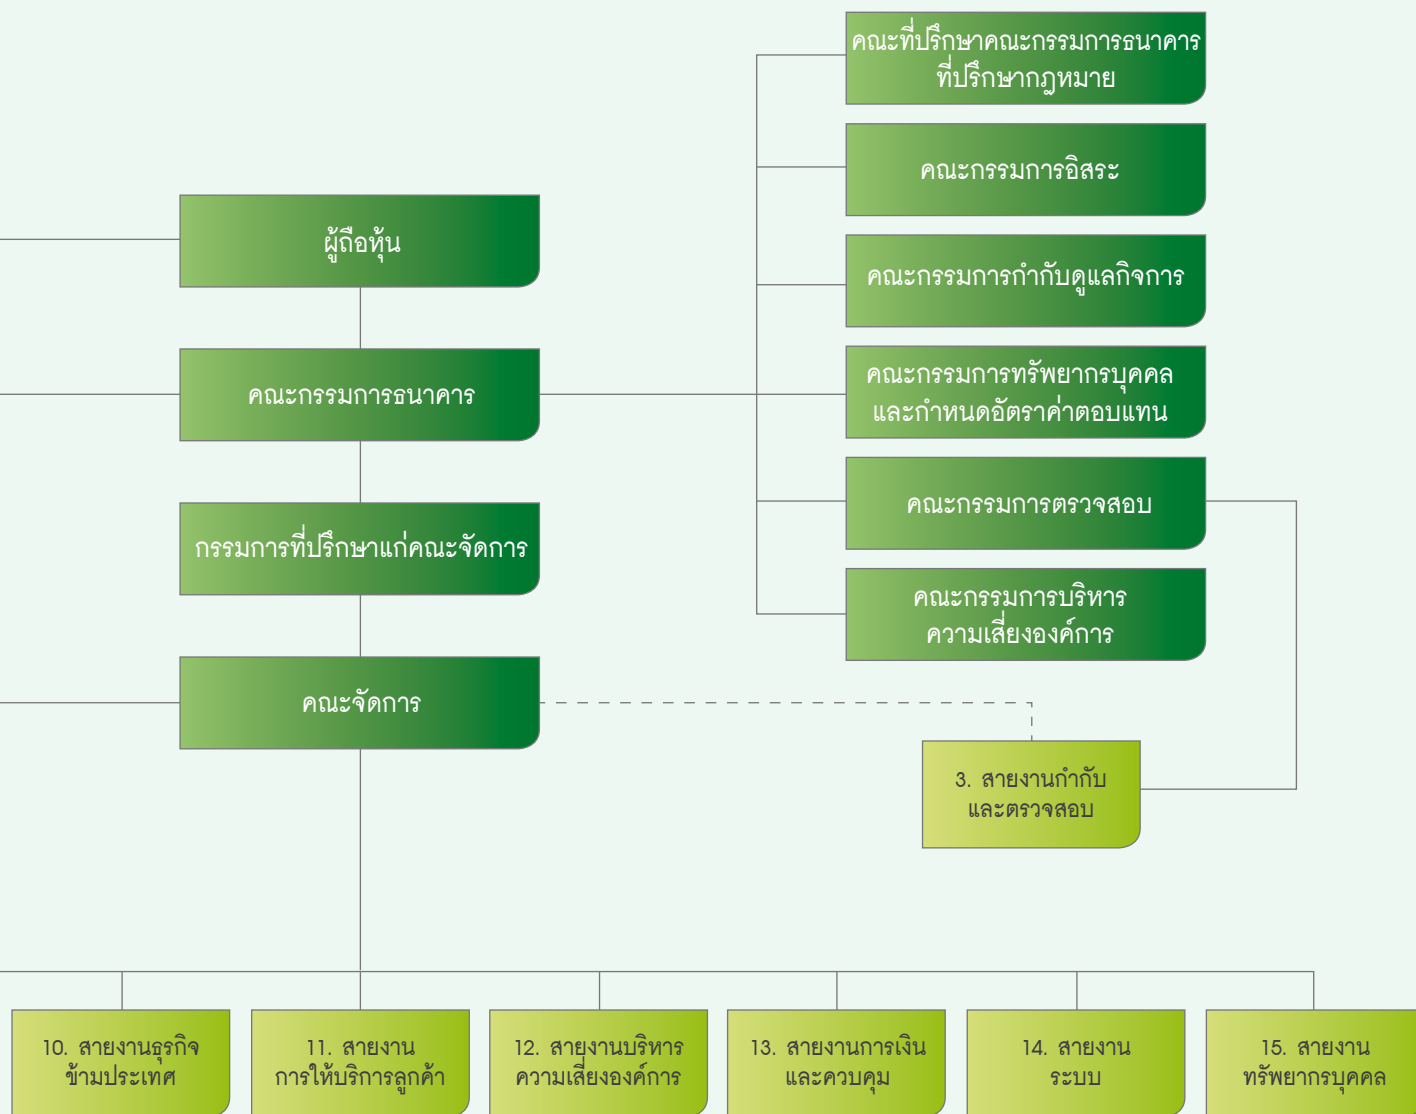 คณะที่ปรึกษาคณะกรรมการธนาคาร
ที่ปรึกษากฎหมาย
คณะกรรมการอิสระ
ผู้ถือหุ้น
คณะกรรมการกำกับดูแลกิจการ
คณะกรรมการธนาคาร
คณะกรรมการทรัพยากรบุคคล
และกำหนดอัตราค่าตอบแทน
คณะกรรมการตรวจสอบ
กรรมการที่ปรึกษาแก่คณะจัดการ
คณะกรรมการบริหาร
ความเสี่ยงองค์การ
คณะจัดการ
3. สายงานกำกับ
และตรวจสอบ
10. สายงานธุรกิจ
ข้ามประเทศ
11. สายงาน
การให้บริการลูกค้า
12. สายงานบริหาร
ความเสี่ยงองค์การ
13. สายงานการเงิน
และควบคุม
14. สายงาน
ระบบ
15. สายงาน
ทรัพยากรบุคคล